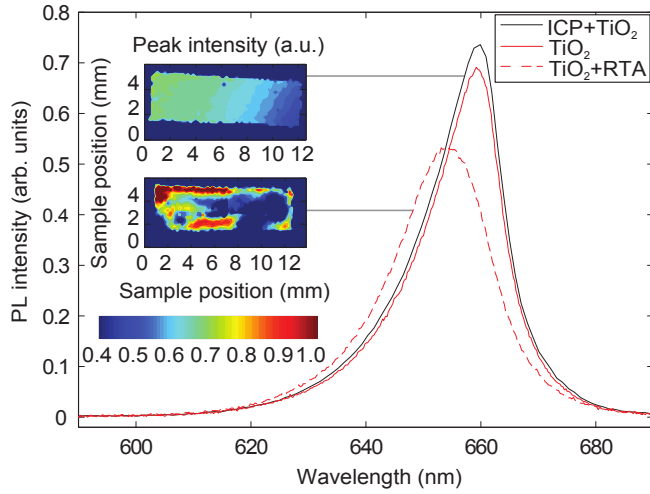 0.8
0.7
0.6
0.5
0.4
0.3
0.2
0.1
0
PL intensity (arb. units)
ICP+TiO₂
TiO₂
TiO₂+RTA
Peak intensity (a.u.)
4
2
0
0 2 4 6 8 10 12
4
2
0
0 2 4 6 8 10 12
Sample position (mm)
Sample position (mm)
0.4 0.5 0.6 0.7 0.8 0.91 1.0
600 620 640 660 680
Wavelength (nm)